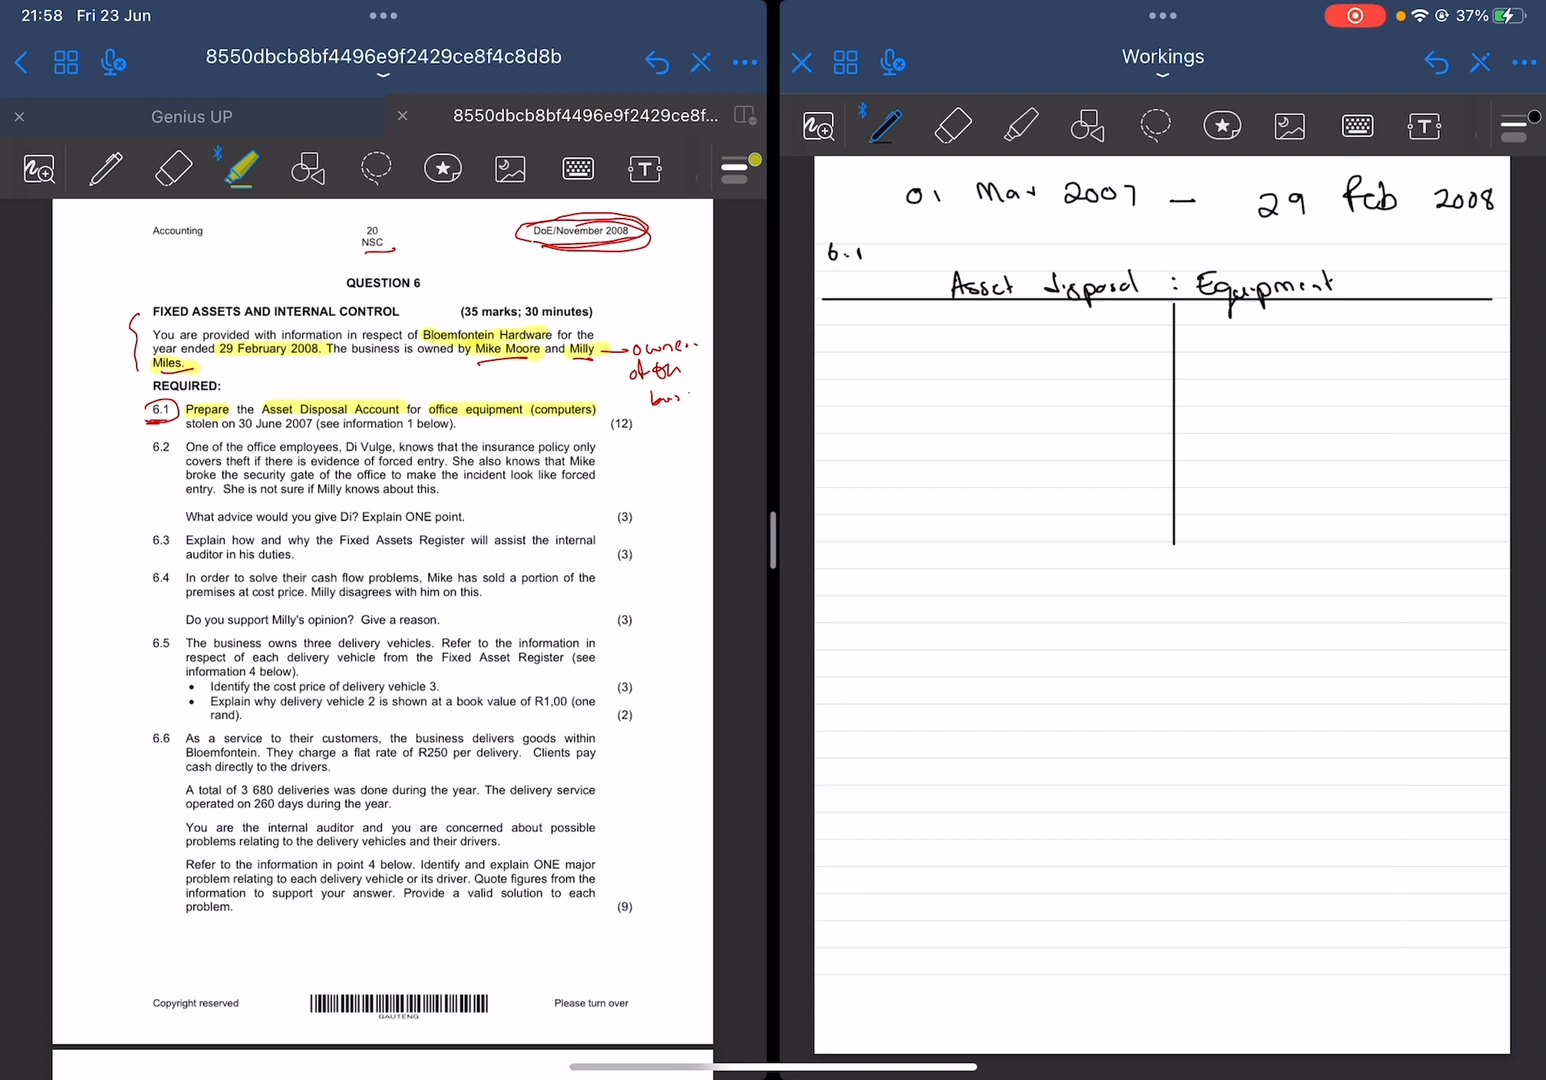 21:58 Fri 23 Jun
37%
8550dbcb8bf4496e9f2429ce8f4c8d8b
Workings
Genius UP
8550dbcb8bf4496e9f2429ce8f...
Accounting
20
NSC
DoE/November 2008
QUESTION 6
FIXED ASSETS AND INTERNAL CONTROL (35 marks; 30 minutes)
You are provided with information in respect of Bloemfontein Hardware for the
year ended 29 February 2008. The business is owned by Mike Moore and Milly
Miles.
owner
of the
bus.
REQUIRED:
6.1 Prepare the Asset Disposal Account for office equipment (computers)
stolen on 30 June 2007 (see information 1 below). (12)
6.2 One of the office employees, Di Vulge, knows that the insurance policy only
covers theft if there is evidence of forced entry. She also knows that Mike
broke the security gate of the office to make the incident look like forced
entry. She is not sure if Milly knows about this.
What advice would you give Di? Explain ONE point. (3)
6.3 Explain how and why the Fixed Assets Register will assist the internal
auditor in his duties. (3)
6.4 In order to solve their cash flow problems, Mike has sold a portion of the
premises at cost price. Milly disagrees with him on this.
Do you support Milly's opinion? Give a reason. (3)
6.5 The business owns three delivery vehicles. Refer to the information in
respect of each delivery vehicle from the Fixed Asset Register (see
information 4 below).
• Identify the cost price of delivery vehicle 3. (3)
• Explain why delivery vehicle 2 is shown at a book value of R1,00 (one
rand). (2)
6.6 As a service to their customers, the business delivers goods within
Bloemfontein. They charge a flat rate of R250 per delivery. Clients pay
cash directly to the drivers.
A total of 3 680 deliveries was done during the year. The delivery service
operated on 260 days during the year.
You are the internal auditor and you are concerned about possible
problems relating to the delivery vehicles and their drivers.
Refer to the information in point 4 below. Identify and explain ONE major
problem relating to each delivery vehicle or its driver. Quote figures from the
information to support your answer. Provide a valid solution to each
problem. (9)
Copyright reserved
GAUTENG
Please turn over
01 Mar 2007 – 29 Feb 2008
6.1
Asset Disposal : Equipment